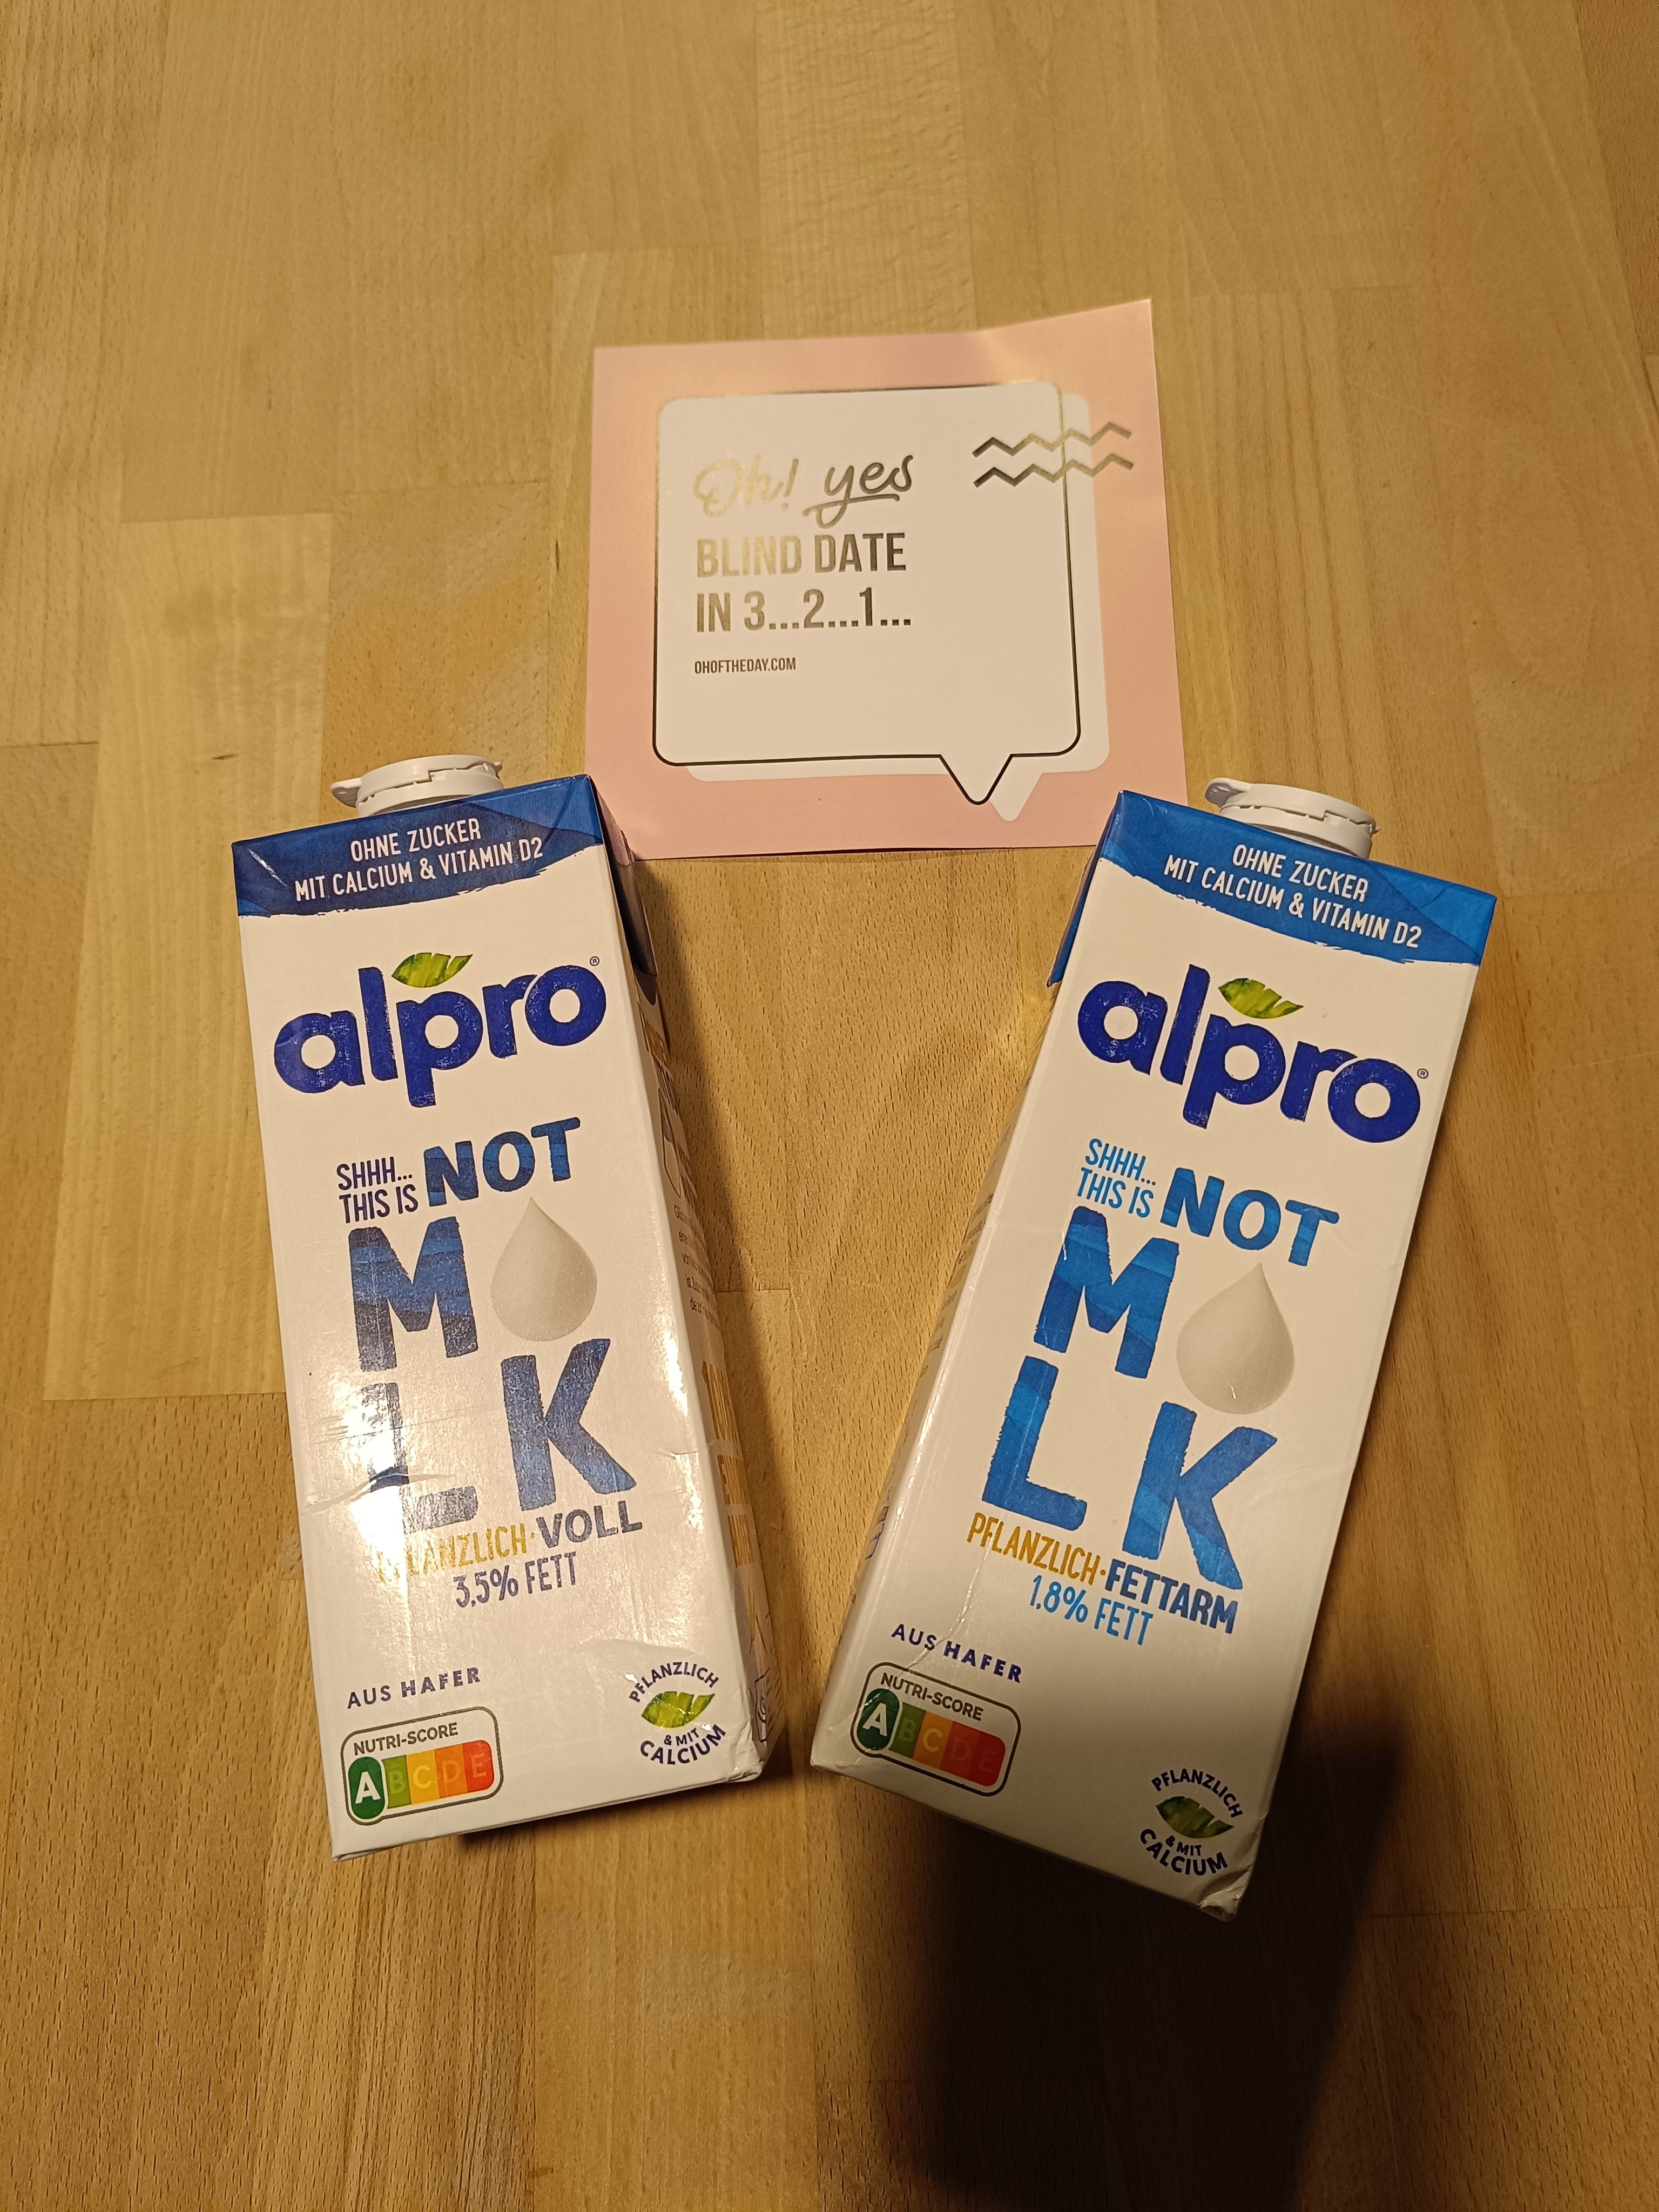 Oh! yes
BLIND DATE
IN 3...2...1...
OHOFTHEDAY.COM
OHNE ZUCKER
MIT CALCIUM & VITAMIN D2
alpro®
SHHH...
THIS IS NOT
M
LK
PFLANZLICH·VOLL
3,5% FETT
AUS HAFER
NUTRI-SCORE
A B C D E
PFLANZLICH
& MIT
CALCIUM
OHNE ZUCKER
MIT CALCIUM & VITAMIN D2
alpro®
SHHH...
THIS IS NOT
M
LK
PFLANZLICH·FETTARM
1,8% FETT
AUS HAFER
NUTRI-SCORE
A B C D E
PFLANZLICH
& MIT
CALCIUM